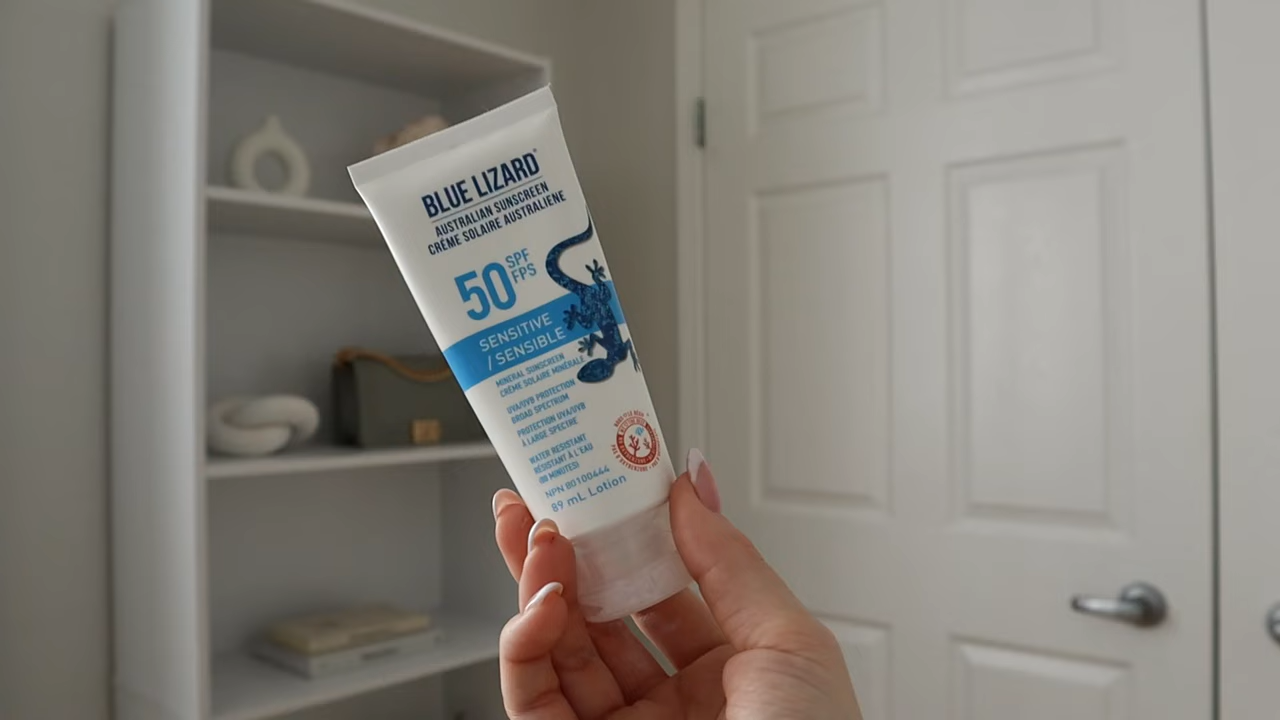 BLUE LIZARD®
AUSTRALIAN SUNSCREEN
CRÈME SOLAIRE AUSTRALIENE
50 SPF
FPS
SENSITIVE
/SENSIBLE
MINERAL SUNSCREEN
CRÈME SOLAIRE MINÉRALE
UVA/UVB PROTECTION
BROAD SPECTRUM
PROTECTION UVA/UVB
À LARGE SPECTRE
WATER RESISTANT
RÉSISTANT À L'EAU
(80 MINUTES)
NPN 80100444
89 mL Lotion